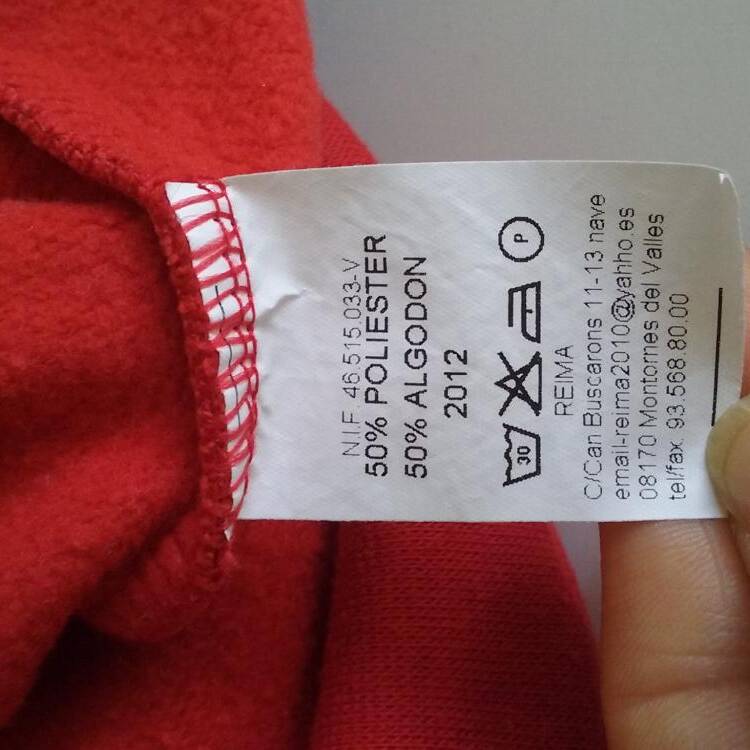 N.I.F. 46.515.033-V
50% POLIESTER
50% ALGODON
2012
30 P
REIMA
C/Can Buscarons 11-13 nave
email-reima2010@yahho.es
08170 Montornes del Valles
tel/fax. 93.568.80.00